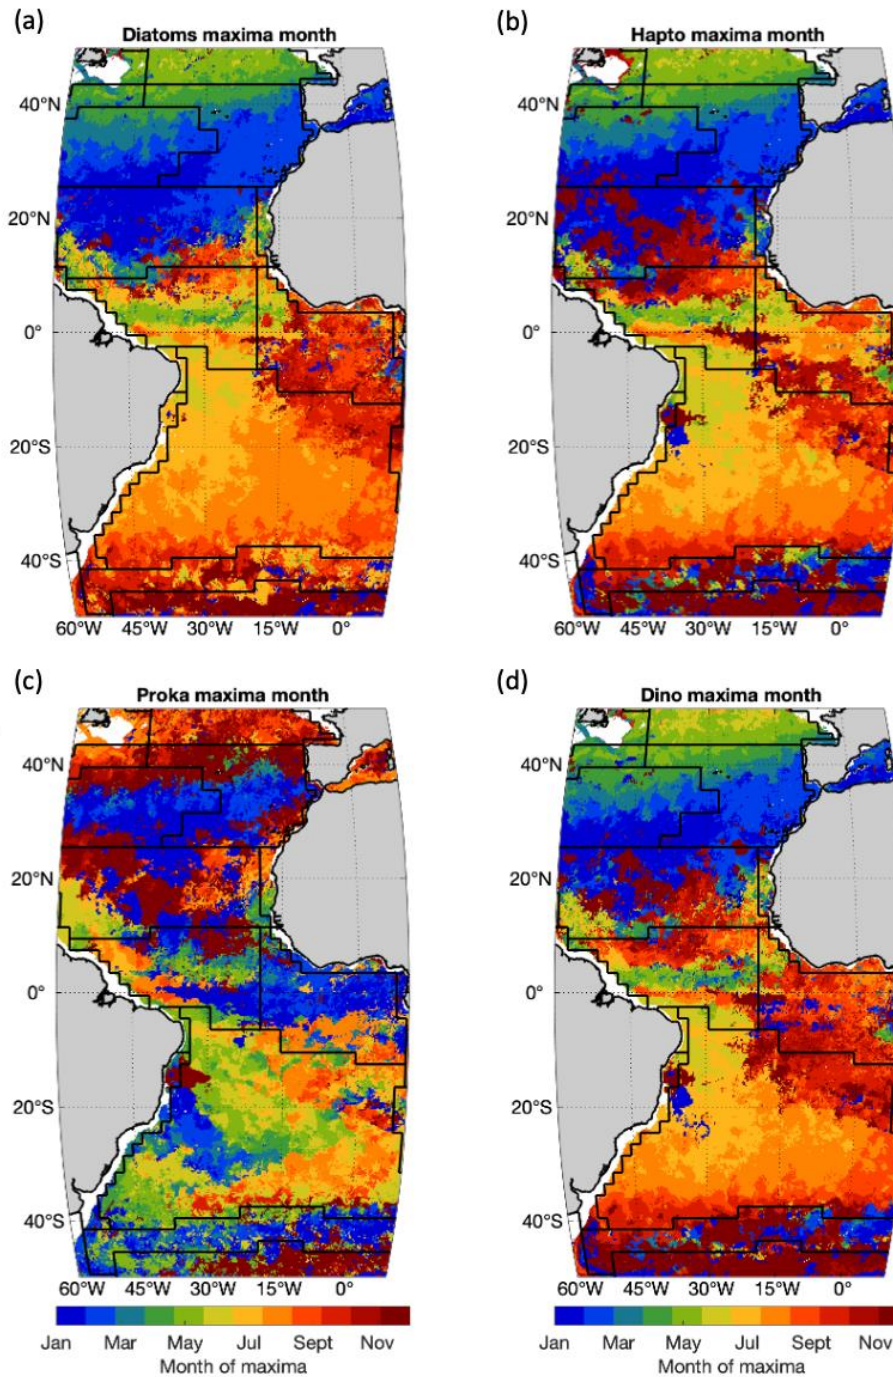 (a)
Diatoms maxima month
(b)
Hapto maxima month
40°N
20°N
0°
20°S
40°S
60°W 45°W 30°W 15°W 0°
40°N
20°N
0°
20°S
40°S
60°W 45°W 30°W 15°W 0°
(c)
Proka maxima month
(d)
Dino maxima month
40°N
20°N
0°
20°S
40°S
60°W 45°W 30°W 15°W 0°
40°N
20°N
0°
20°S
40°S
60°W 45°W 30°W 15°W 0°
Jan Mar May Jul Sept Nov
Month of maxima
Jan Mar May Jul Sept Nov
Month of maxima